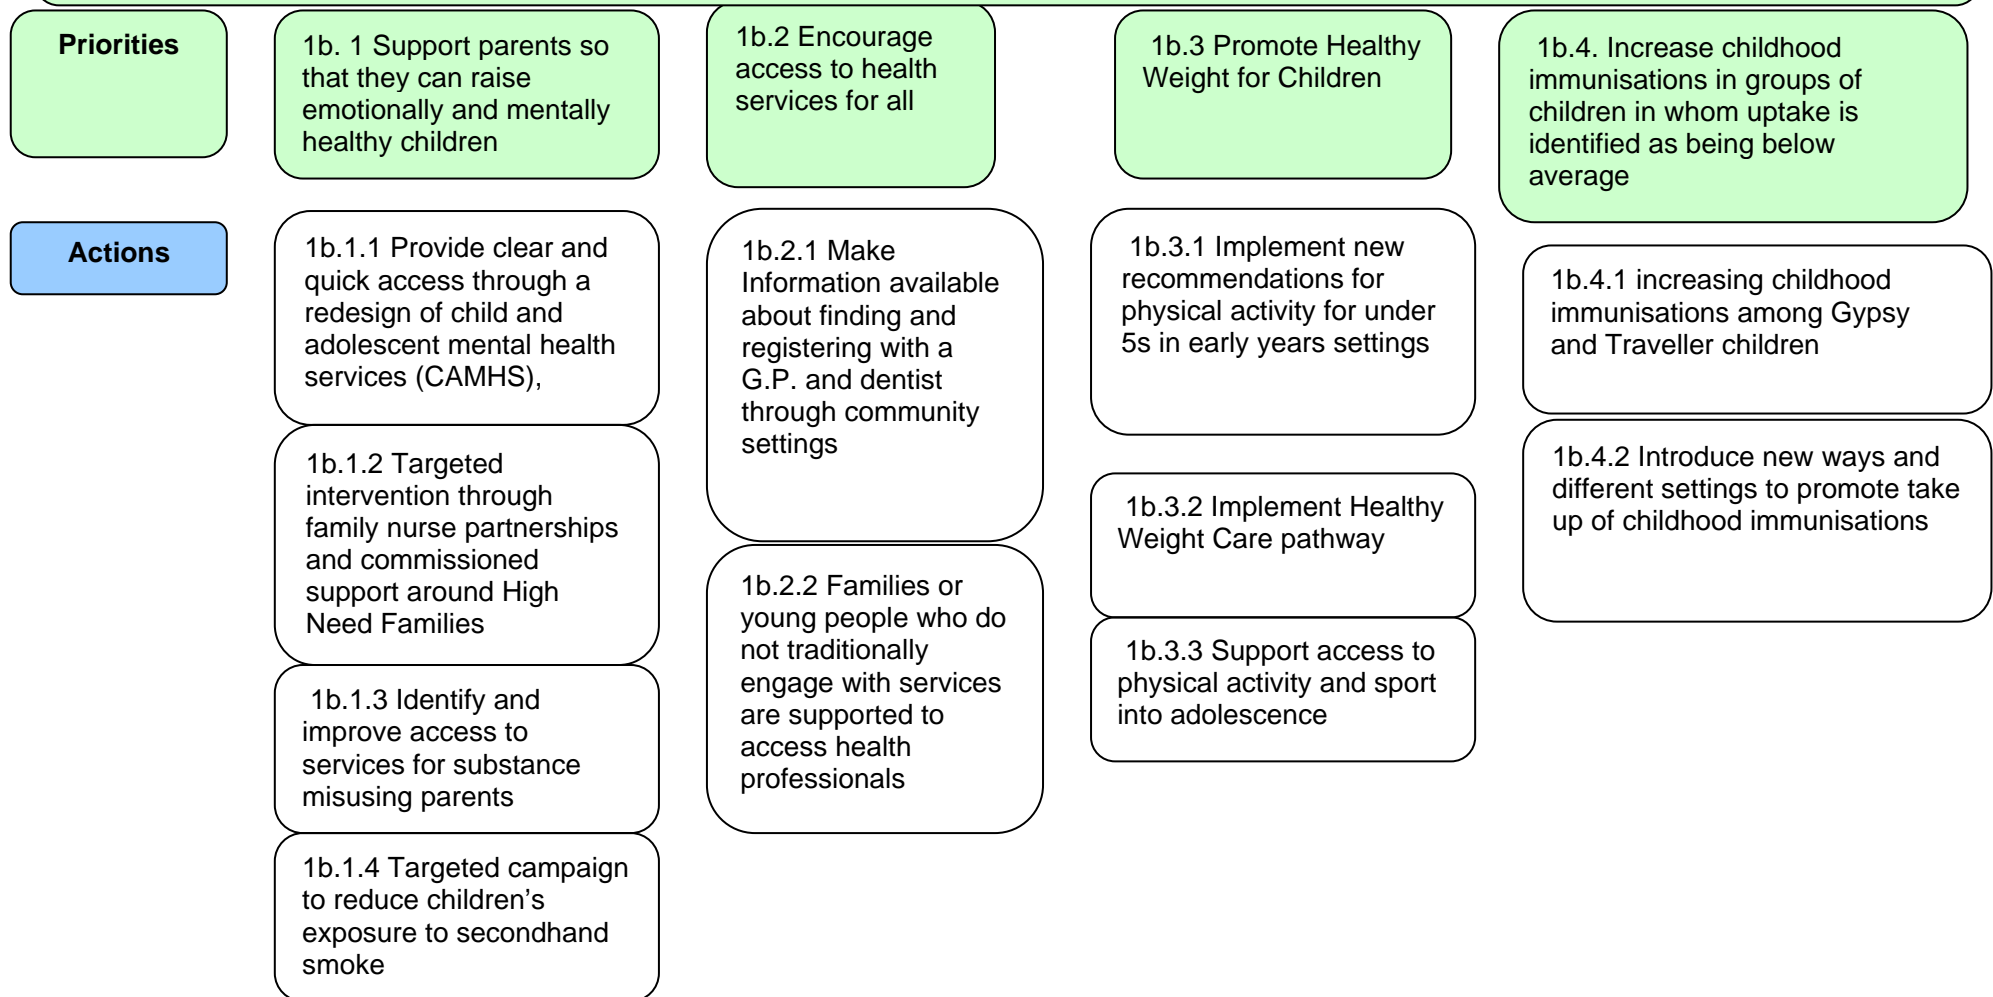 Priorities
1b. 1 Support parents so
that they can raise
emotionally and mentally
healthy children
1b.2 Encourage
access to health
services for all
1b.3 Promote Healthy
Weight for Children
1b.4. Increase childhood
immunisations in groups of
children in whom uptake is
identified as being below
average
Actions
1b.1.1 Provide clear and
quick access through a
redesign of child and
adolescent mental health
services (CAMHS),
1b.1.2 Targeted
intervention through
family nurse partnerships
and commissioned
support around High
Need Families
1b.1.3 Identify and
improve access to
services for substance
misusing parents
1b.1.4 Targeted campaign
to reduce children’s
exposure to secondhand
smoke
1b.2.1 Make
Information available
about finding and
registering with a
G.P. and dentist
through community
settings
1b.2.2 Families or
young people who do
not traditionally
engage with services
are supported to
access health
professionals
1b.3.1 Implement new
recommendations for
physical activity for under
5s in early years settings
1b.3.2 Implement Healthy
Weight Care pathway
1b.3.3 Support access to
physical activity and sport
into adolescence
1b.4.1 increasing childhood
immunisations among Gypsy
and Traveller children
1b.4.2 Introduce new ways and
different settings to promote take
up of childhood immunisations